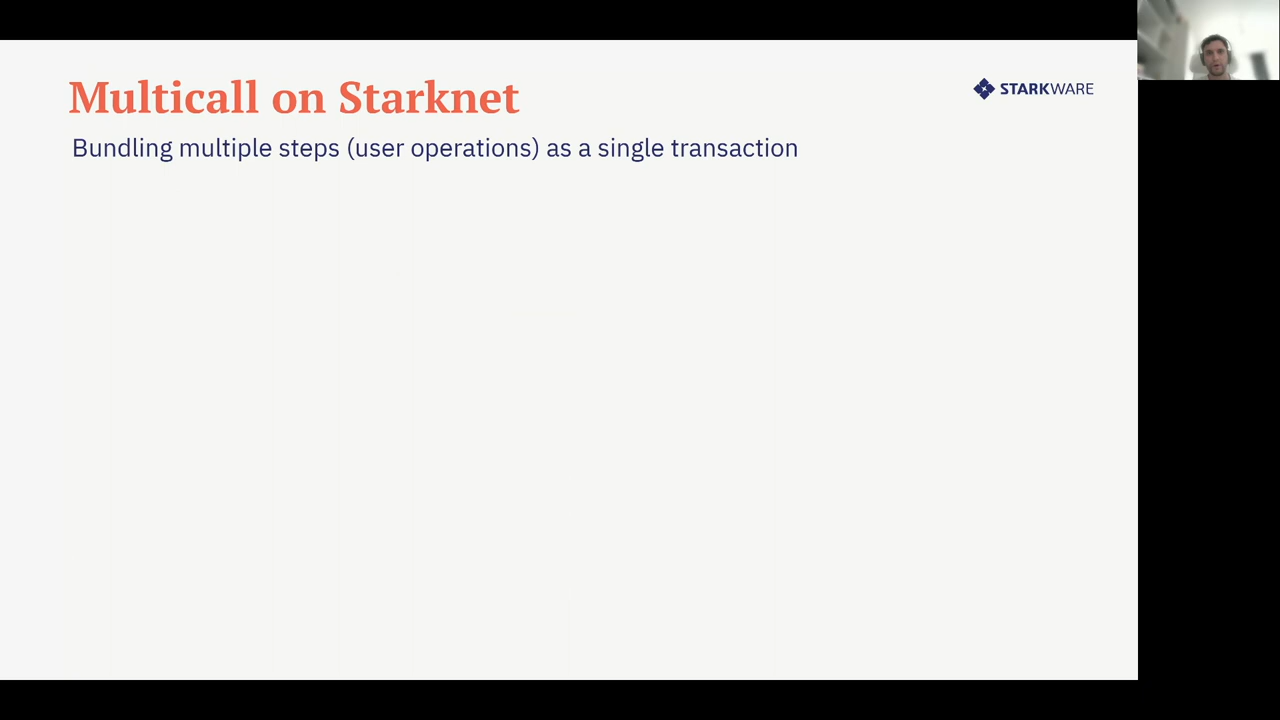 Multicall on Starknet
STARKWARE
Bundling multiple steps (user operations) as a single transaction